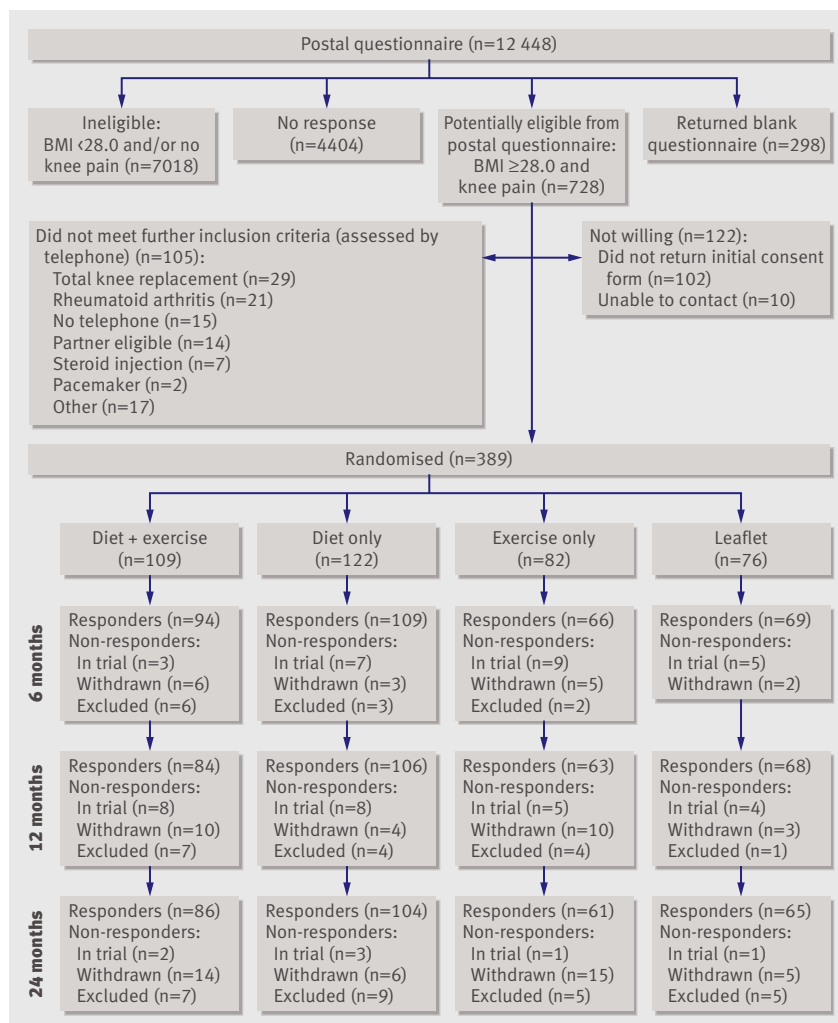 Postal questionnaire (n=12 448)
Ineligible:
BMI <28.0 and/or no
knee pain (n=7018)
No response
(n=4404)
Potentially eligible from
postal questionnaire:
BMI ≥28.0 and
knee pain (n=728)
Returned blank
questionnaire (n=298)
Did not meet further inclusion criteria (assessed by
telephone) (n=105):
Total knee replacement (n=29)
Rheumatoid arthritis (n=21)
No telephone (n=15)
Partner eligible (n=14)
Steroid injection (n=7)
Pacemaker (n=2)
Other (n=17)
Not willing (n=122):
Did not return initial consent
form (n=102)
Unable to contact (n=10)
Randomised (n=389)
Diet + exercise
(n=109)
Diet only
(n=122)
Exercise only
(n=82)
Leaflet
(n=76)
6 months
Responders (n=94)
Non-responders:
In trial (n=3)
Withdrawn (n=6)
Excluded (n=6)
Responders (n=109)
Non-responders:
In trial (n=7)
Withdrawn (n=3)
Excluded (n=3)
Responders (n=66)
Non-responders:
In trial (n=9)
Withdrawn (n=5)
Excluded (n=2)
Responders (n=69)
Non-responders:
In trial (n=5)
Withdrawn (n=2)
12 months
Responders (n=84)
Non-responders:
In trial (n=8)
Withdrawn (n=10)
Excluded (n=7)
Responders (n=106)
Non-responders:
In trial (n=8)
Withdrawn (n=4)
Excluded (n=4)
Responders (n=63)
Non-responders:
In trial (n=5)
Withdrawn (n=10)
Excluded (n=4)
Responders (n=68)
Non-responders:
In trial (n=4)
Withdrawn (n=3)
Excluded (n=1)
24 months
Responders (n=86)
Non-responders:
In trial (n=2)
Withdrawn (n=14)
Excluded (n=7)
Responders (n=104)
Non-responders:
In trial (n=3)
Withdrawn (n=6)
Excluded (n=9)
Responders (n=61)
Non-responders:
In trial (n=1)
Withdrawn (n=15)
Excluded (n=5)
Responders (n=65)
Non-responders:
In trial (n=1)
Withdrawn (n=5)
Excluded (n=5)